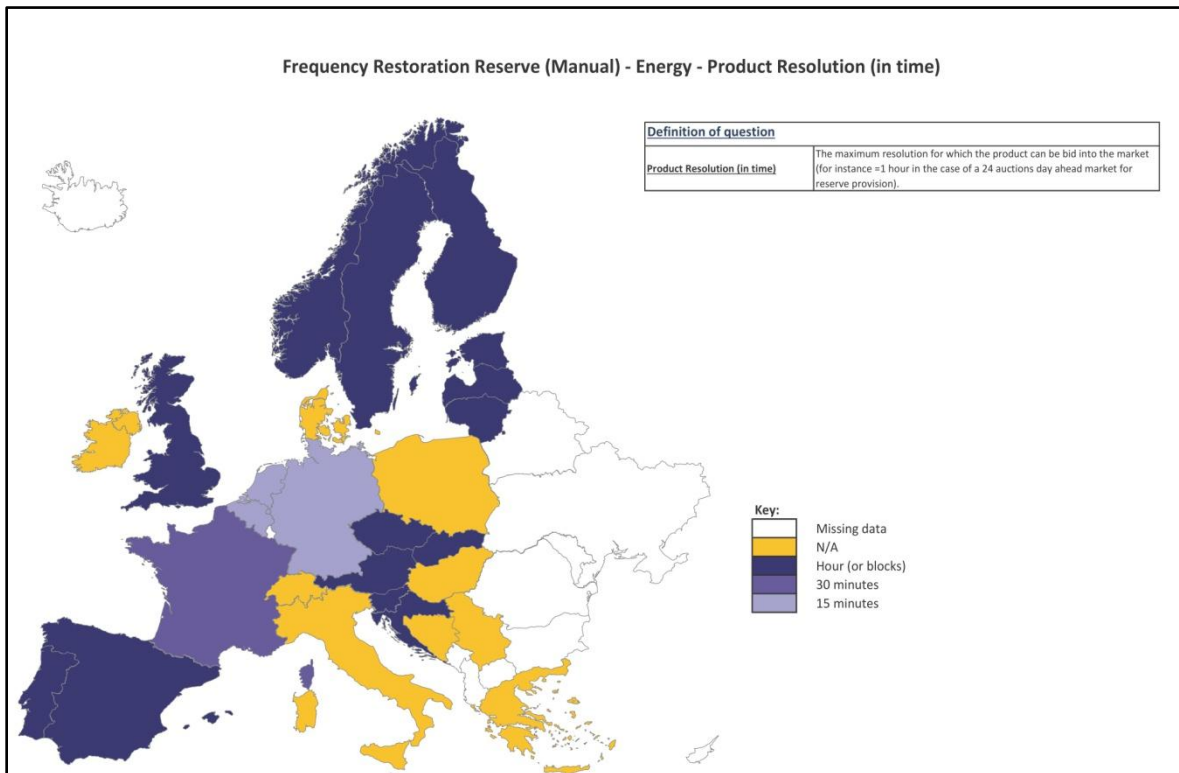 Frequency Restoration Reserve (Manual) - Energy - Product Resolution (in time)
Definition of question
Product Resolution (in time)
The maximum resolution for which the product can be bid into the market
(for instance =1 hour in the case of a 24 auctions day ahead market for
reserve provision).
Key:
Missing data
N/A
Hour (or blocks)
30 minutes
15 minutes